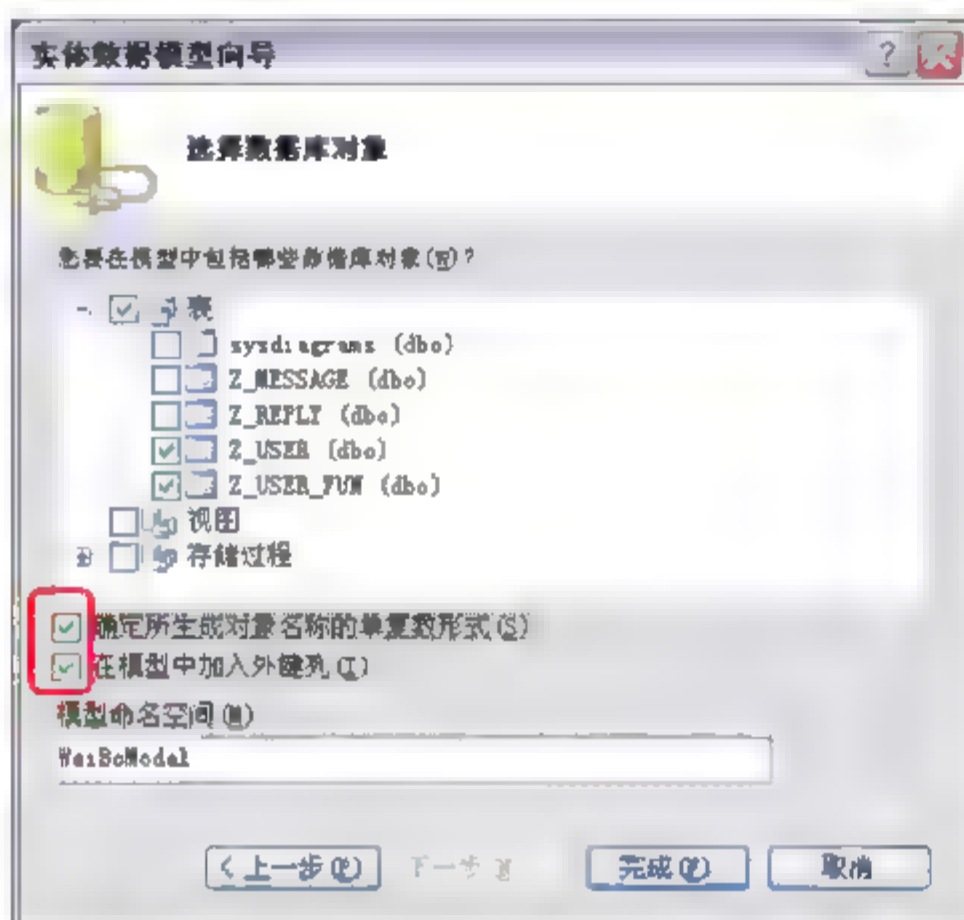 实体数据模型向导
选择数据库对象
您要在模型中包括哪些数据库对象(W)?
表
sysdiagrams (dbo)
Z_MESSAGE (dbo)
Z_REPLY (dbo)
Z_USER (dbo)
Z_USER_FUN (dbo)
视图
存储过程
确定所生成对象名称的单复数形式(S)
在模型中加入外键列(I)
模型命名空间(M)
WeiBoModel
<上一步(P) 下一步 完成(F) 取消